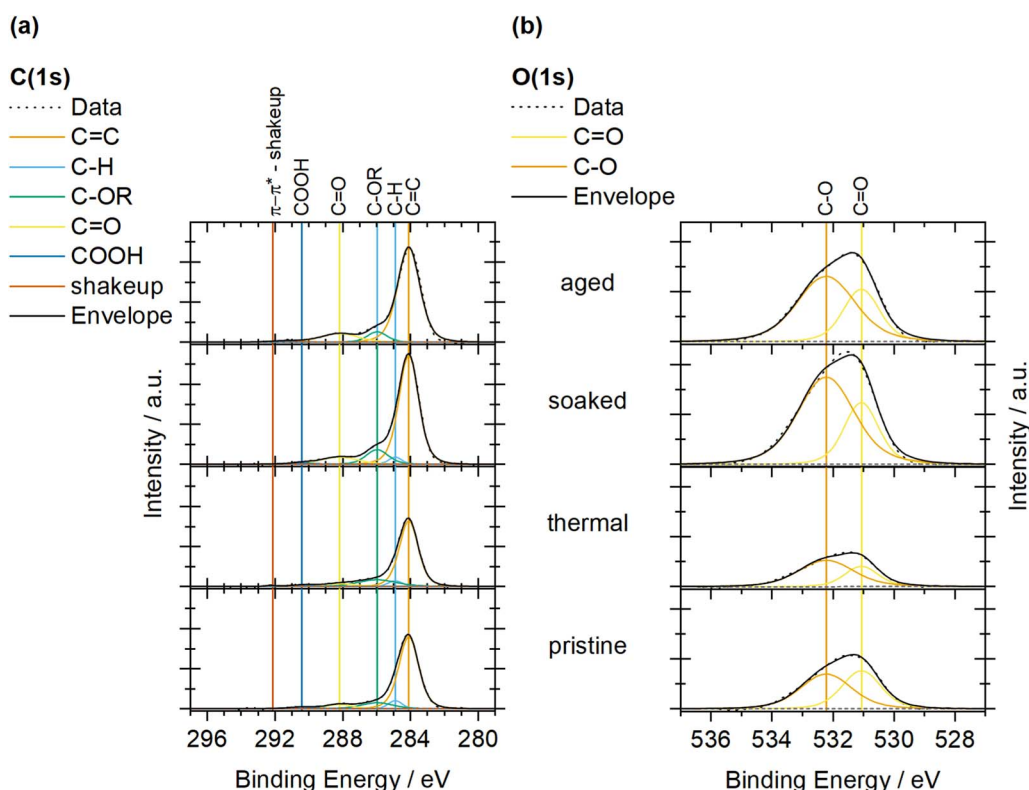 (a)
C(1s)
Data
C=C
C-H
C-OR
C=O
COOH
shakeup
Envelope
π–π* - shakeup
COOH
C=O
C-OR
C-H
C=C
Intensity / a.u.
296 292 288 284 280
Binding Energy / eV
(b)
O(1s)
Data
C=O
C-O
Envelope
C-O
C=O
aged
soaked
thermal
pristine
Intensity / a.u.
536 534 532 530 528
Binding Energy / eV